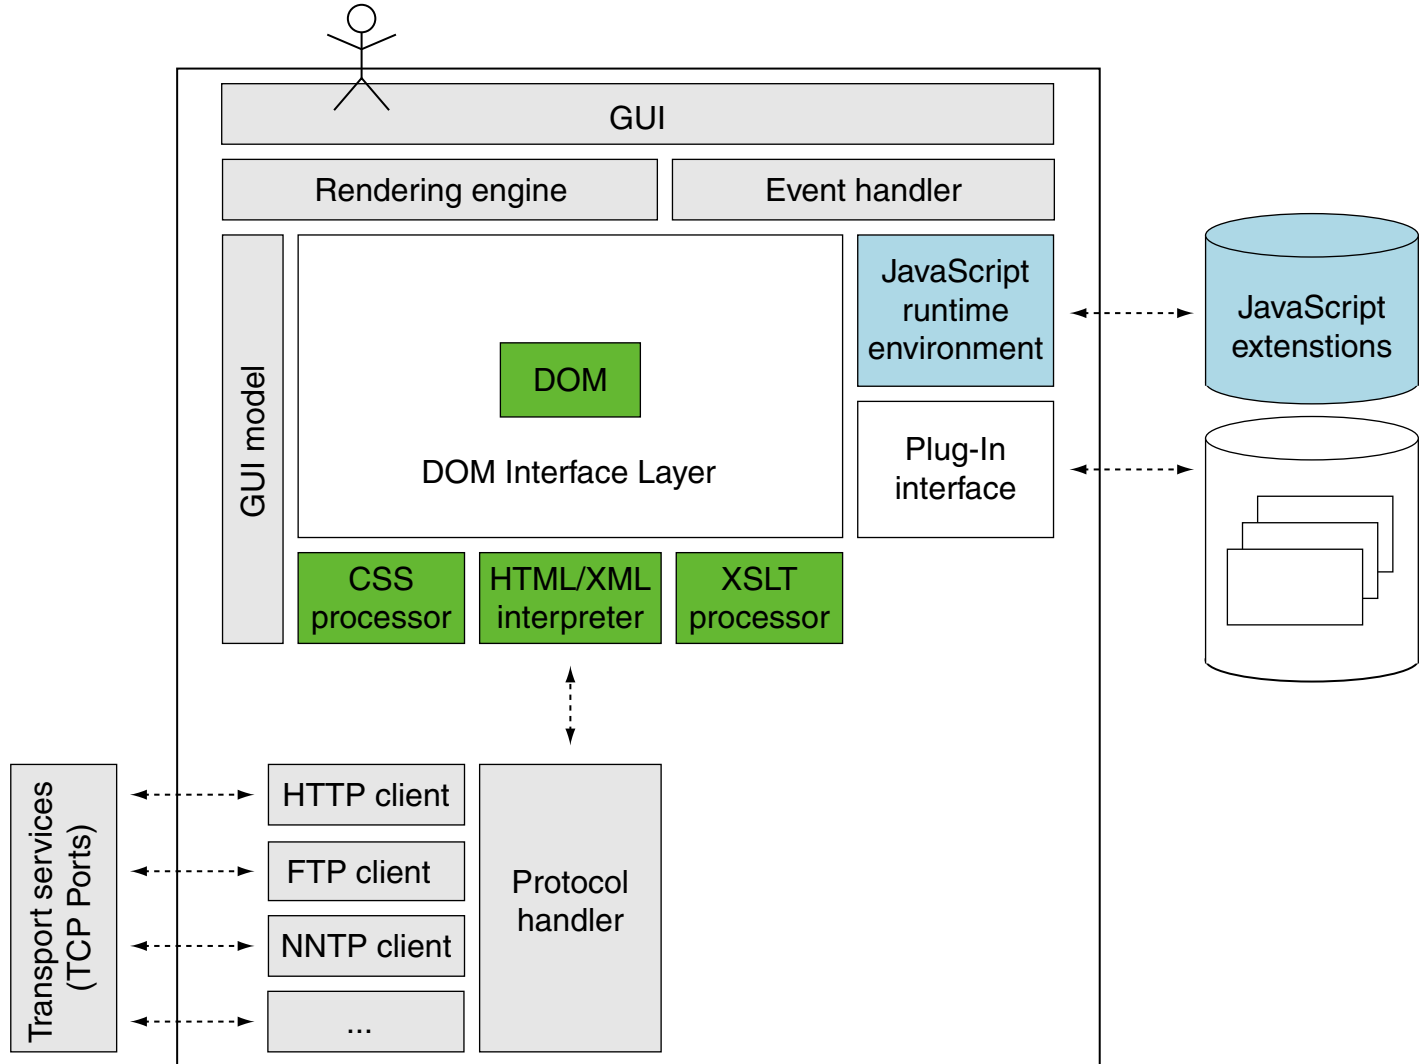 GUI
Rendering engine
Event handler
GUI model
DOM
DOM Interface Layer
JavaScript
runtime
environment
JavaScript
extenstions
Plug-In
interface
CSS
processor
HTML/XML
interpreter
XSLT
processor
Transport services
(TCP Ports)
HTTP client
FTP client
NNTP client
...
Protocol
handler